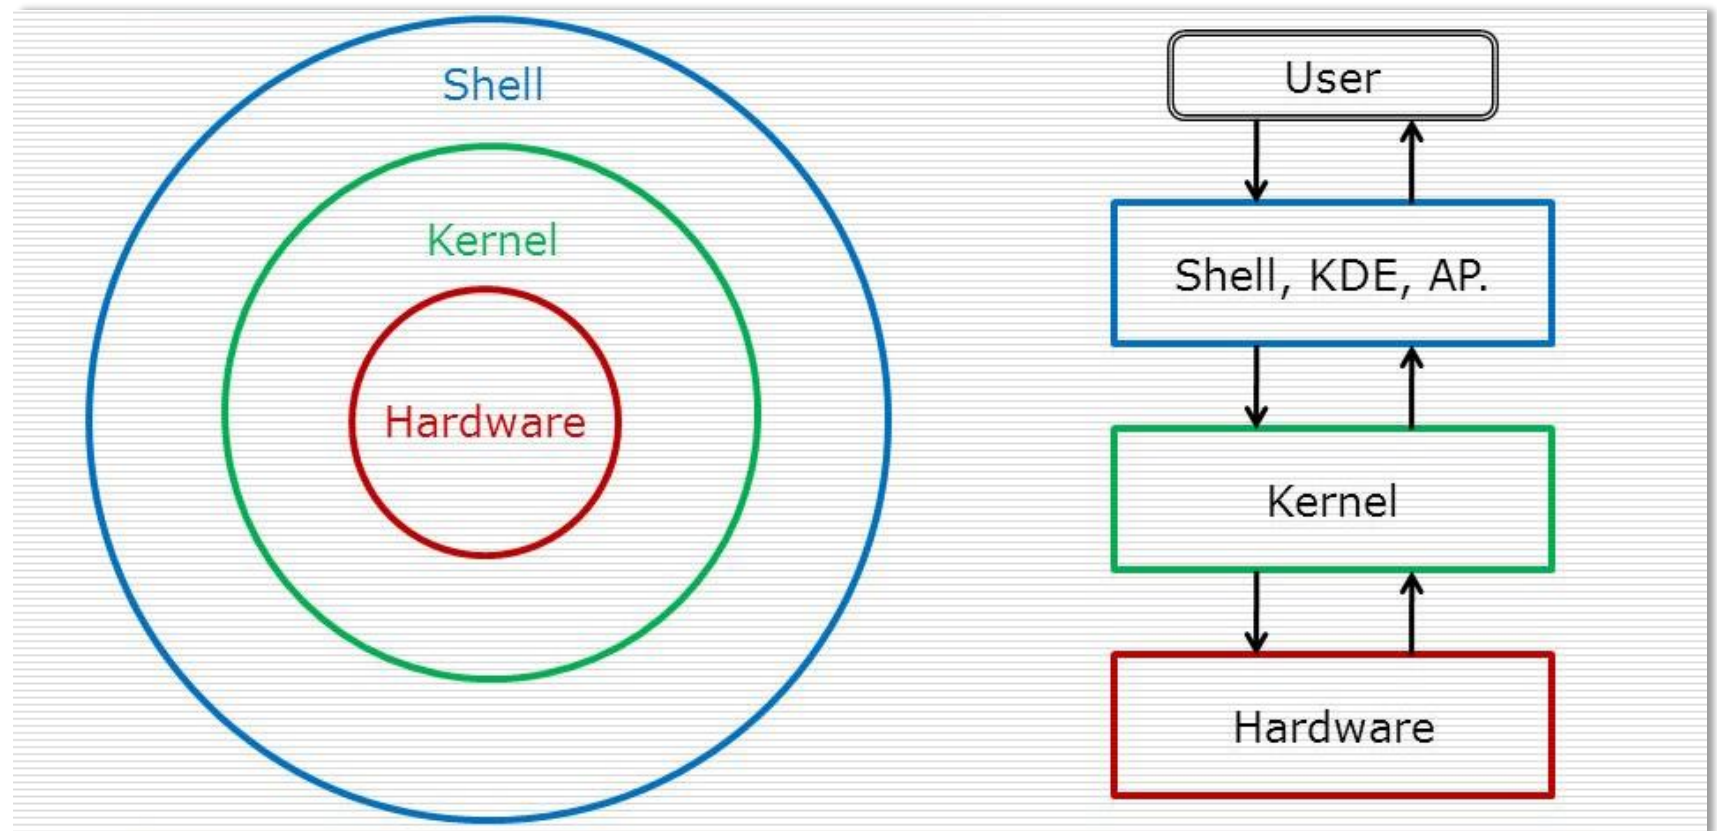 Shell
Kernel
Hardware
User
Shell, KDE, AP.
Kernel
Hardware